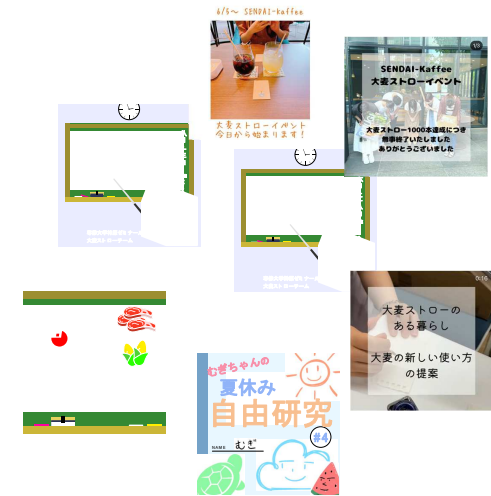 6/5～ SENDAI-Kaffee
大麦ストローイベント
今日から始まります！
1/3
SENDAI-Kaffee
大麦ストローイベント
大麦ストロー1000本達成につき
無事終了いたしました
ありがとうございました
0:16
大麦ストローの
ある暮らし
大麦の新しい使い方
の提案
むぎちゃんの
夏休み
自由研究
#4
NAME むぎ